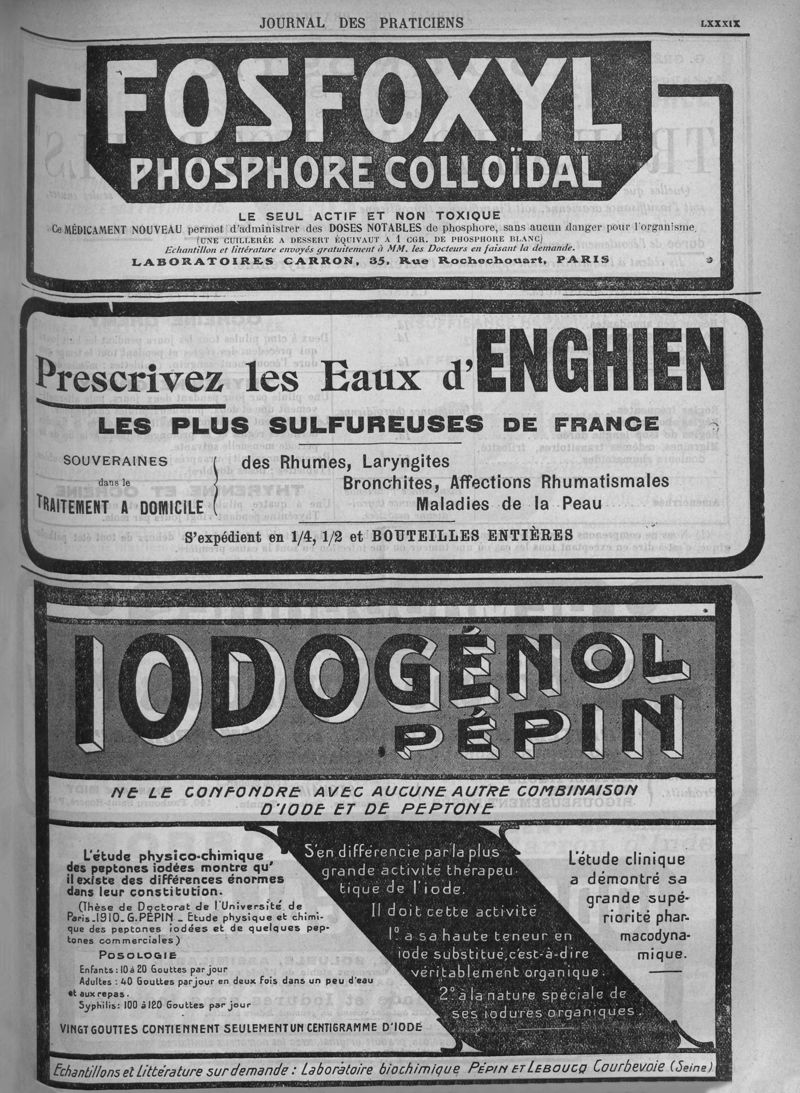 JOURNAL DES PRATICIENS
LXXXIX
FOSFOXYL
PHOSPHORE COLLOÏDAL
LE SEUL ACTIF ET NON TOXIQUE
Ce MÉDICAMENT NOUVEAU permet d'administrer des DOSES NOTABLES de phosphore, sans aucun danger pour l'organisme
(UNE CUILLERÉE A DESSERT ÉQUIVAUT A 1 CGR. DE PHOSPHORE BLANC)
Echantillon et littérature envoyés gratuitement à MM. les Docteurs en faisant la demande.
LABORATOIRES CARRON, 35, Rue Rochechouart, PARIS
Prescrivez les Eaux d'ENGHIEN
LES PLUS SULFUREUSES DE FRANCE
SOUVERAINES
dans le
TRAITEMENT A DOMICILE
des Rhumes, Laryngites
Bronchites, Affections Rhumatismales
Maladies de la Peau
S'expédient en 1/4, 1/2 et BOUTEILLES ENTIÈRES
IODOGÉNOL
PÉPIN
NE LE CONFONDRE AVEC AUCUNE AUTRE COMBINAISON
D'IODE ET DE PEPTONE
L'étude physico-chimique
des peptones iodées montre qu'
il existe des différences énormes
dans leur constitution.
(Thèse de Doctorat de l'Université de
Paris_1910_G.PÉPIN _ Etude physique et chimi-
que des peptones iodées et de quelques pep-
tones commerciales)
POSOLOGIE
Enfants: 10 à 20 Gouttes par jour
Adultes: 40 Gouttes par jour en deux fois dans un peu d'eau
et aux repas.
Syphilis: 100 à 120 Gouttes par jour
VINGT GOUTTES CONTIENNENT SEULEMENT UN CENTIGRAMME D'IODE
S'en différencie par la plus
grande activité thérapeu
tique de l'iode.
Il doit cette activité
1º à sa haute teneur en
iode substitué, c'est-à-dire
véritablement organique.
2º à la nature spéciale de
ses iodures organiques.
L'étude clinique
a démontré sa
grande supé-
riorité phar-
macodyna-
mique.
Echantillons et Littérature sur demande: Laboratoire biochimique PÉPIN ET LEBOUCQ Courbevoie (Seine)